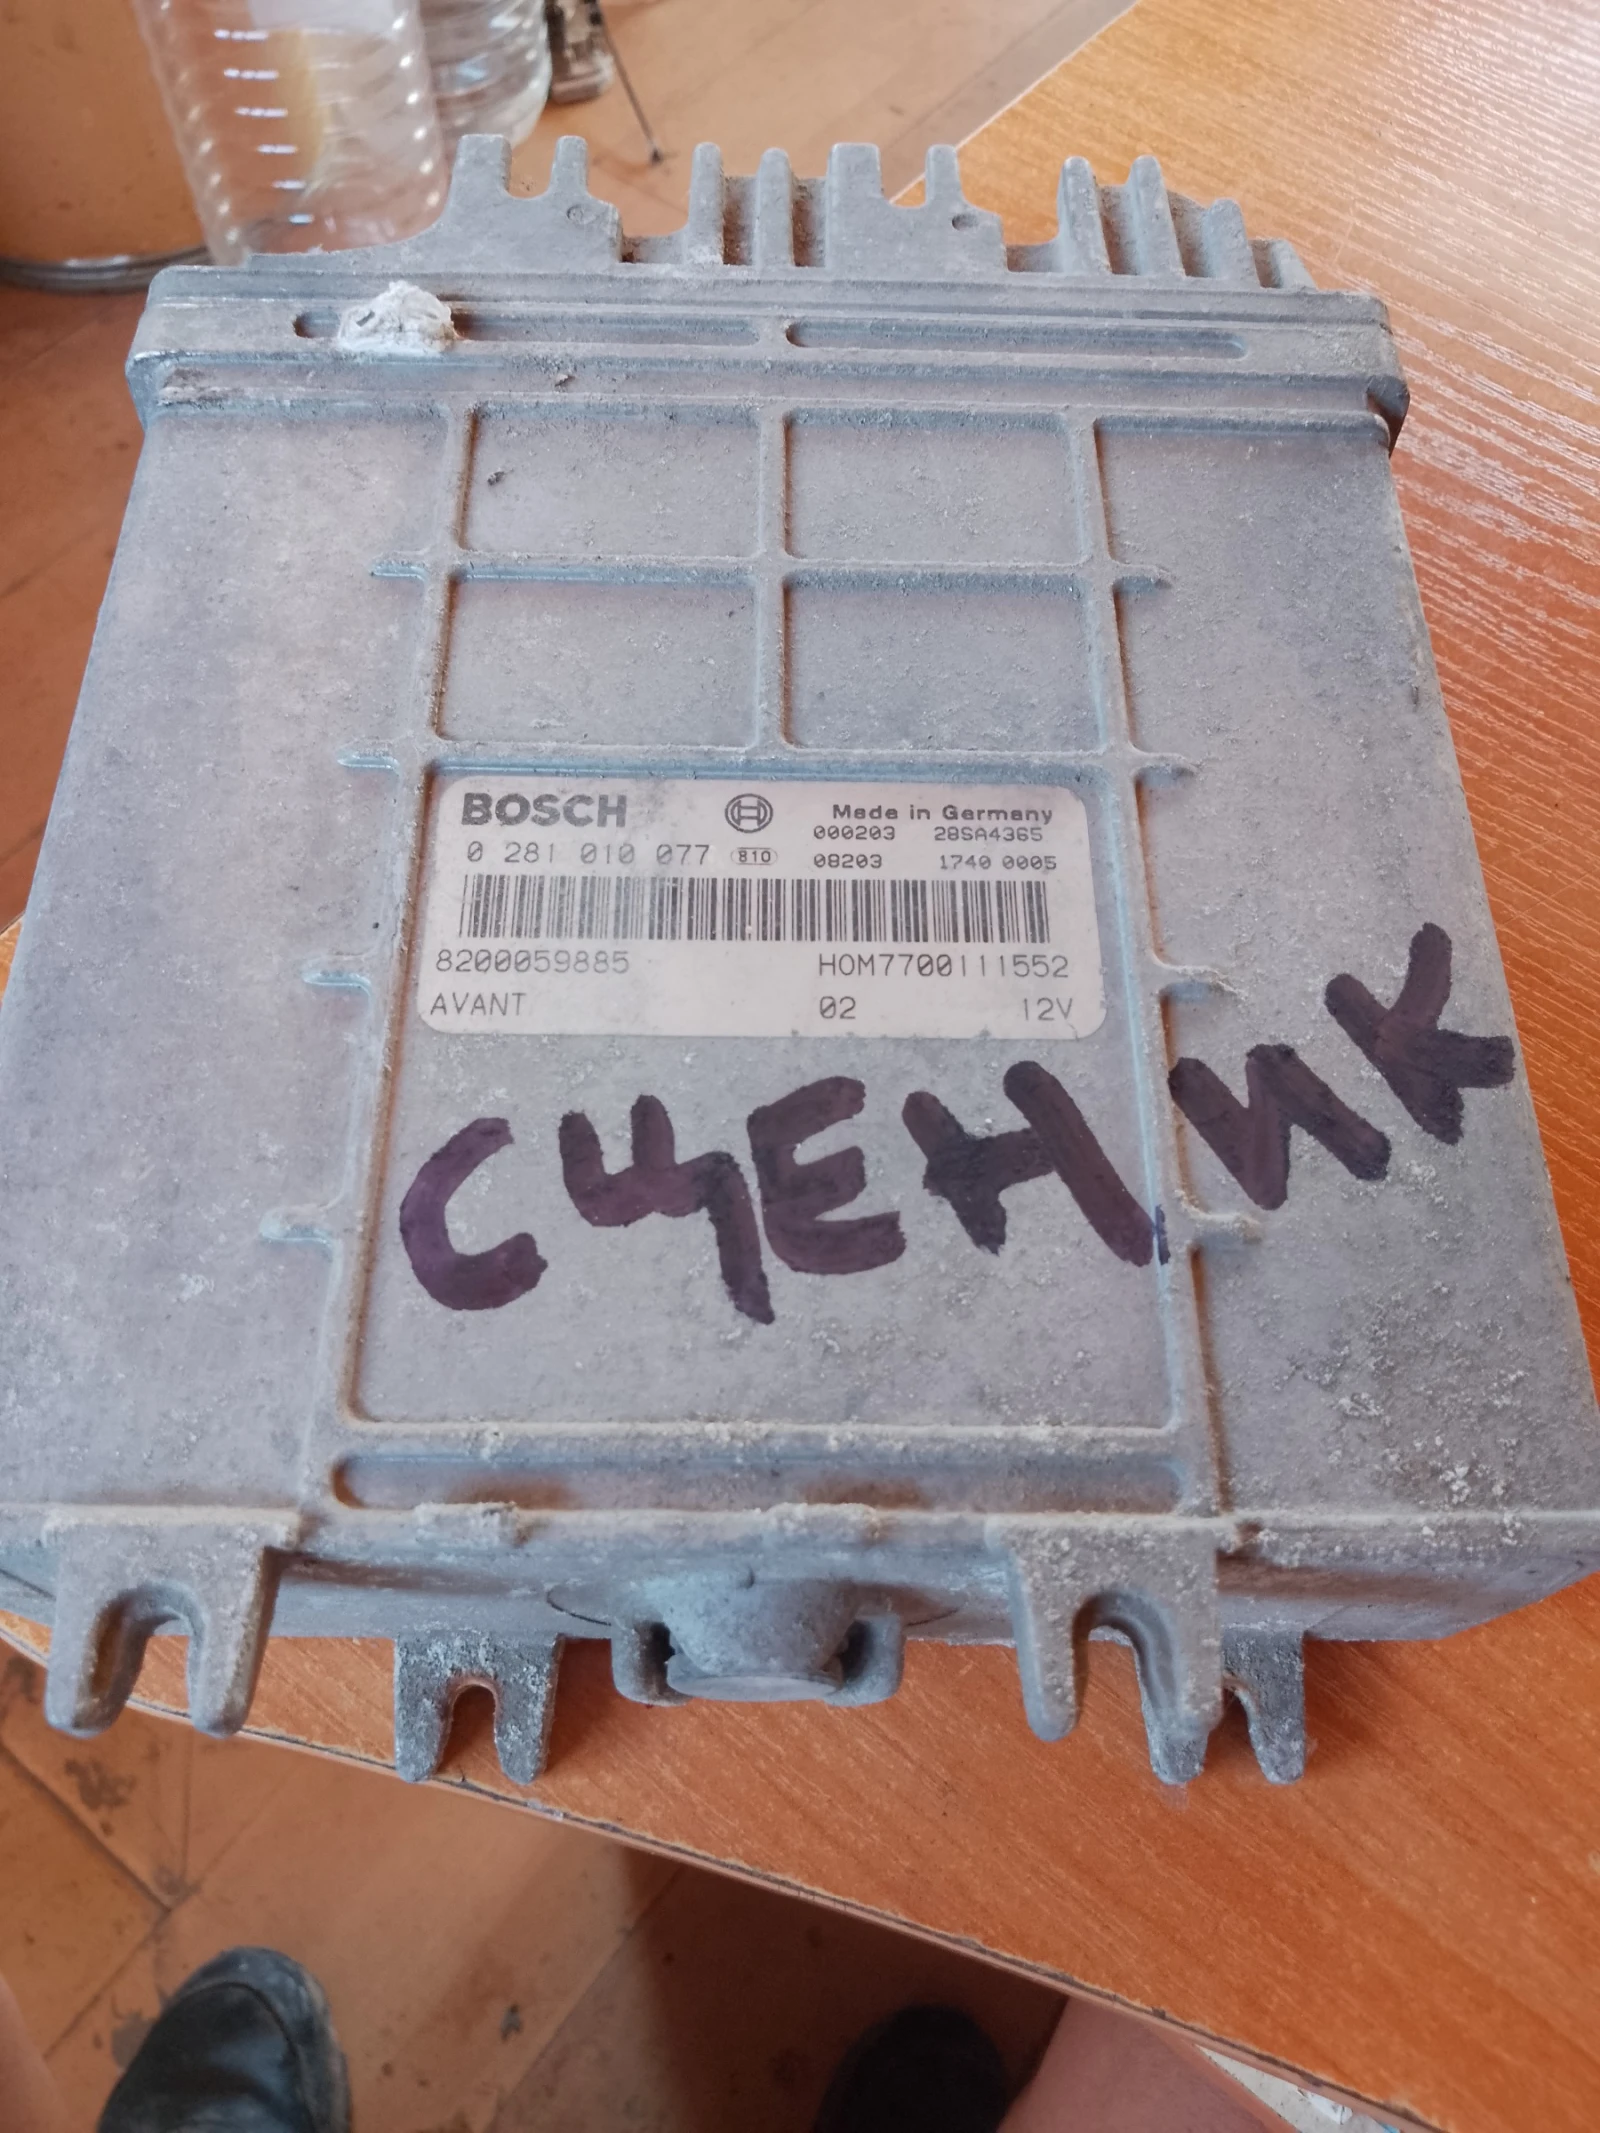 BOSCH Made in Germany
000203 28SA4365
0 281 010 077 810 08203 1740 0005
8200059885 HOM7700111552
AVANT 02 12V
СЦЕНИК